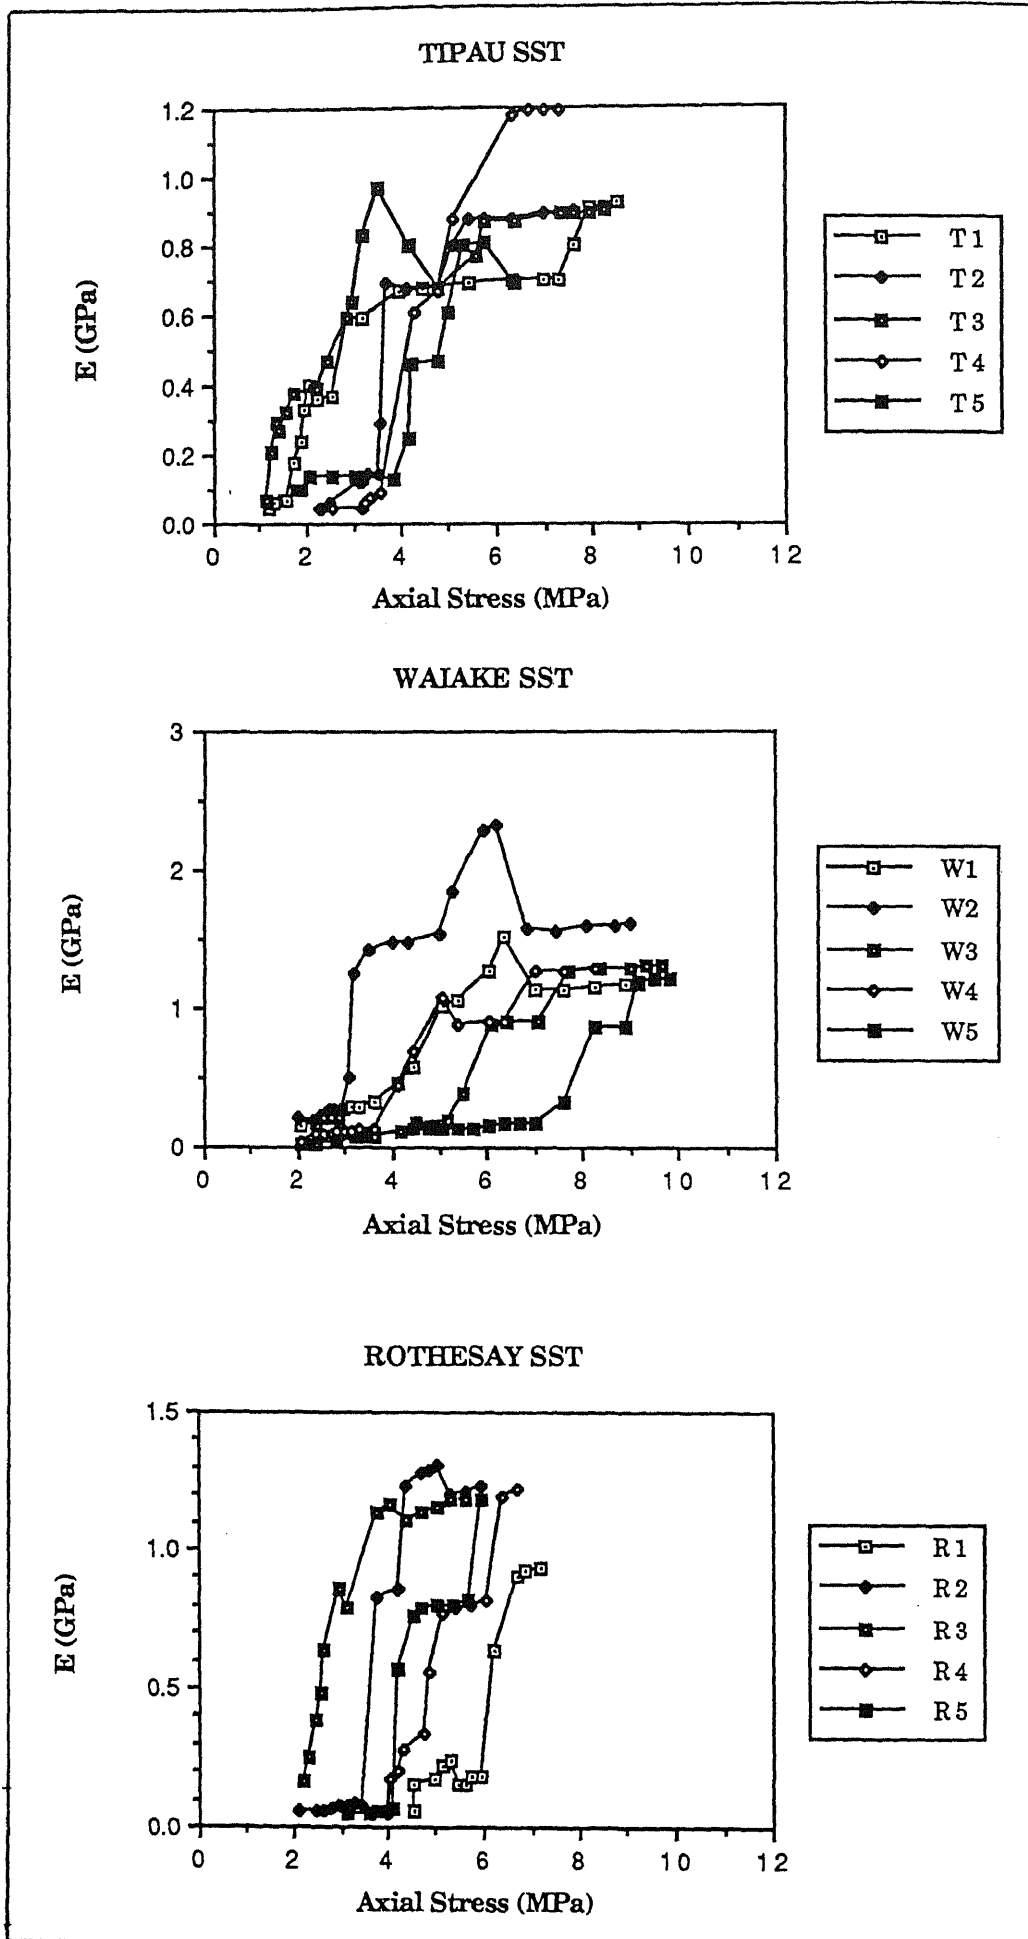 TIPAU SST
1.2
1.0
0.8
0.6
0.4
0.2
0.0
E (GPa)
0 2 4 6 8 10 12
Axial Stress (MPa)
T1
T2
T3
T4
T5
WAIAKE SST
3
2
1
0
E (GPa)
0 2 4 6 8 10 12
Axial Stress (MPa)
W1
W2
W3
W4
W5
ROTHESAY SST
1.5
1.0
0.5
0.0
E (GPa)
0 2 4 6 8 10 12
Axial Stress (MPa)
R1
R2
R3
R4
R5